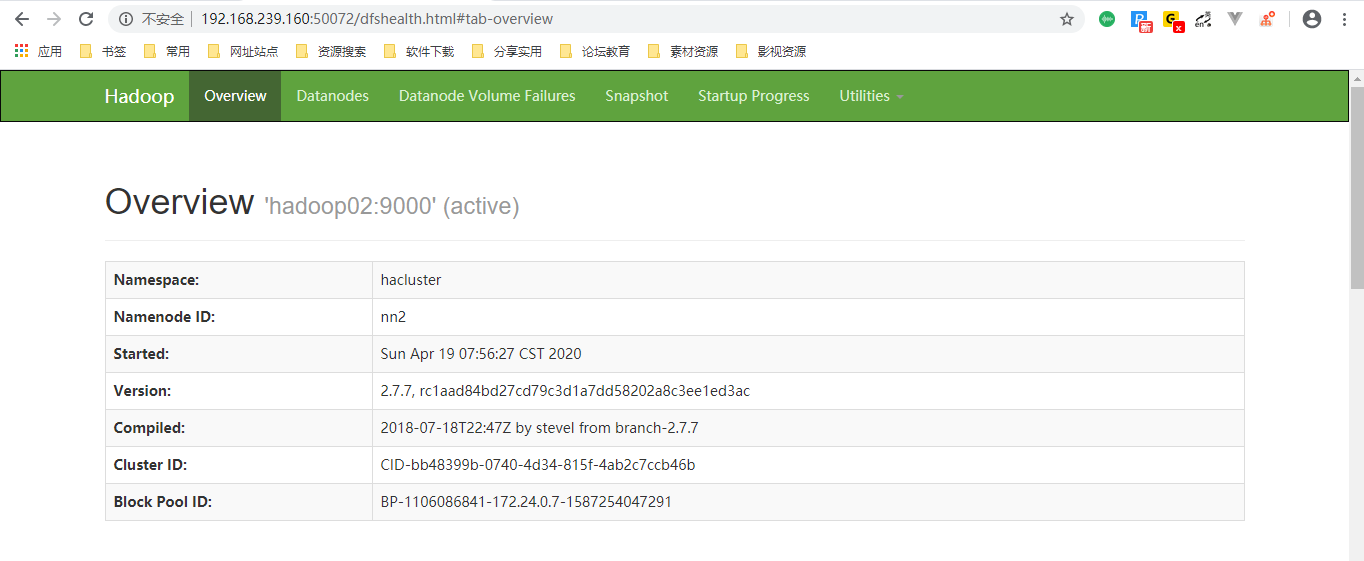 不安全 | 192.168.239.160:50072/dfshealth.html#tab-overview
应用 书签 常用 网址站点 资源搜索 软件下载 分享实用 论坛教育 素材资源 影视资源
Hadoop Overview Datanodes Datanode Volume Failures Snapshot Startup Progress Utilities
Overview 'hadoop02:9000' (active)
Namespace: hacluster
Namenode ID: nn2
Started: Sun Apr 19 07:56:27 CST 2020
Version: 2.7.7, rc1aad84bd27cd79c3d1a7dd58202a8c3ee1ed3ac
Compiled: 2018-07-18T22:47Z by stevel from branch-2.7.7
Cluster ID: CID-bb48399b-0740-4d34-815f-4ab2c7ccb46b
Block Pool ID: BP-1106086841-172.24.0.7-1587254047291